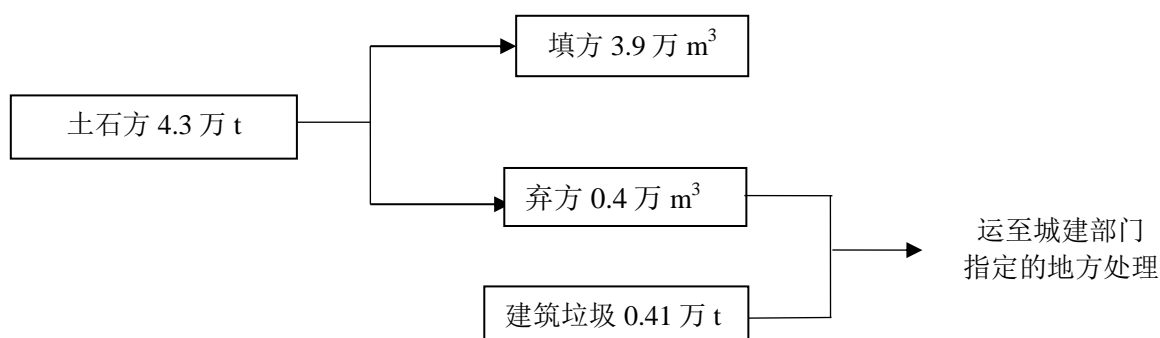 填方 3.9 万 m³
土石方 4.3 万 t
弃方 0.4 万 m³
运至城建部门
指定的地方处理
建筑垃圾 0.41 万 t